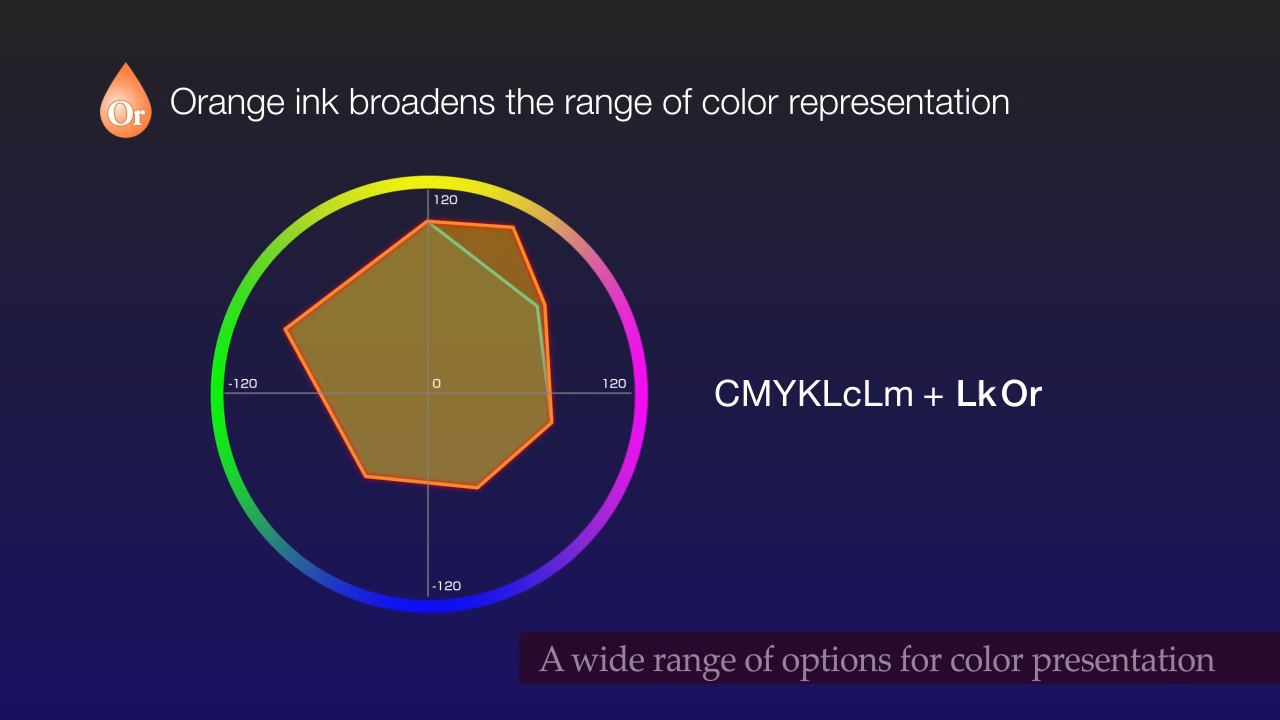 Or
Orange ink broadens the range of color representation
120
-120
0
120
CMYKLcLm + LkOr
-120
A wide range of options for color presentation